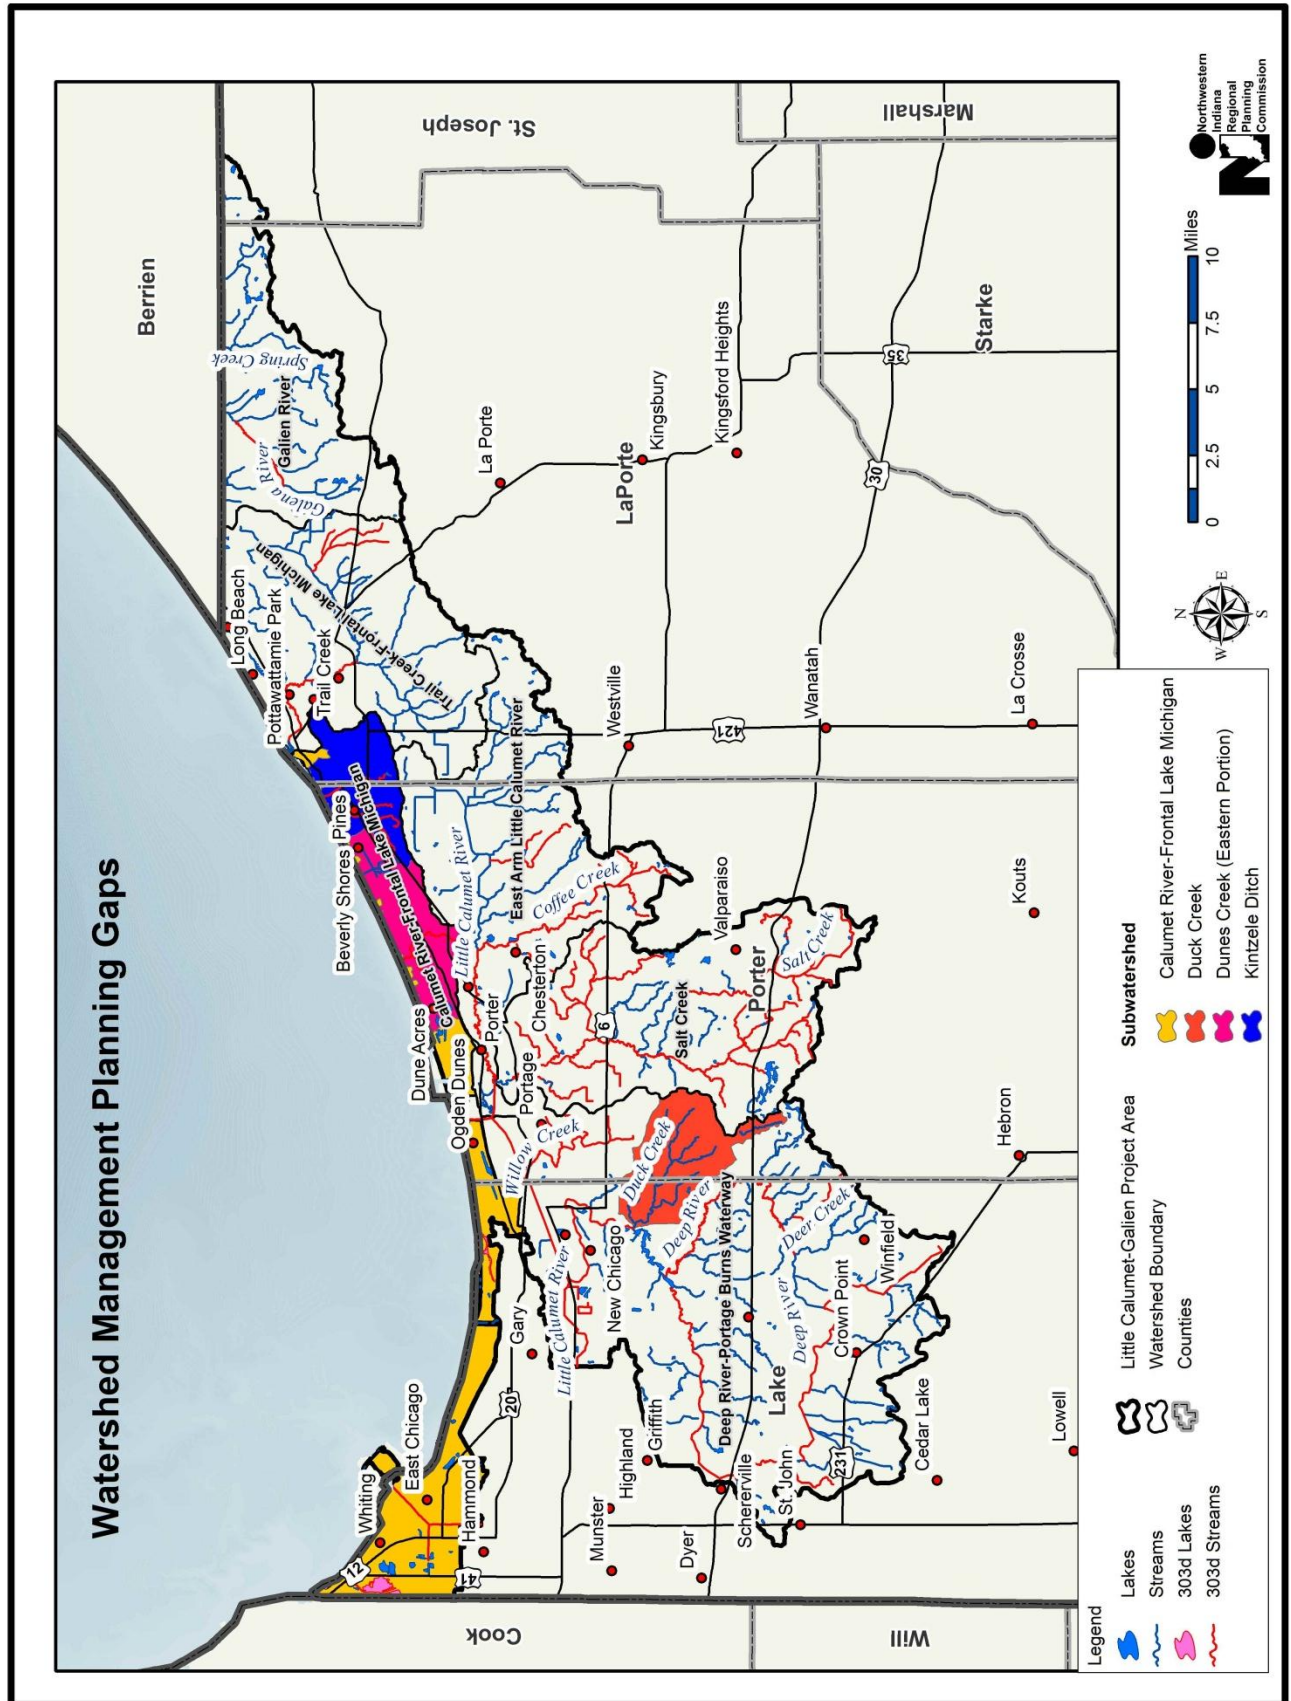 Watershed Management Planning Gaps
Berrien
St. Joseph
Marshall
Starke
LaPorte
Porter
Lake
Cook
Will
Spring Creek
Galien River
Galena River
Long Beach
Pottawattamie Park
Trail Creek
Trail Creek-Frontal Lake Michigan
Beverly Shores
Pines
Calumet River-Frontal Lake Michigan
Little Calumet River
East Arm Little Calumet River
Coffee Creek
Dune Acres
Ogden Dunes
Porter
Chesterton
Portage
Willow Creek
Salt Creek
Salt Creek
Valparaiso
Duck Creek
Deep River
Deep River-Portage Burns Waterway
Deer Creek
Deep River
Winfield
Crown Point
New Chicago
Little Calumet River
Gary
East Chicago
Whiting
Hammond
Highland
Griffith
Munster
Dyer
Schererville
St. John
Cedar Lake
Lowell
Hebron
Kouts
La Crosse
Wanatah
Westville
La Porte
Kingsbury
Kingsford Heights
12
41
20
6
231
421
30
35
Legend
Lakes
Streams
303d Lakes
303d Streams
Little Calumet-Galien Project Area
Watershed Boundary
Counties
Subwatershed
Calumet River-Frontal Lake Michigan
Duck Creek
Dunes Creek (Eastern Portion)
Kintzele Ditch
N
W
E
S
0 2.5 5 7.5 10
Miles
Northwestern
Indiana
Regional
Planning
Commission